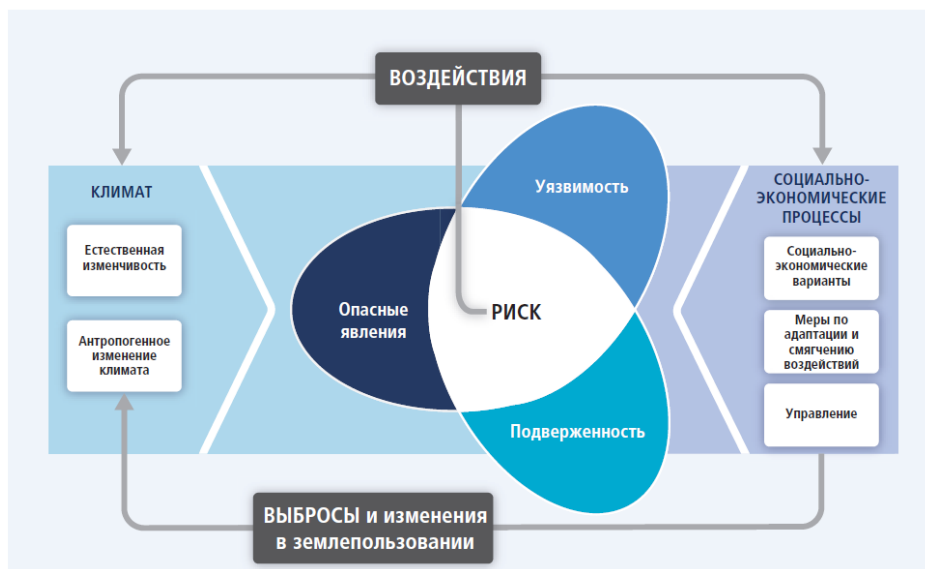 ВОЗДЕЙСТВИЯ
КЛИМАТ
Естественная
изменчивость
Антропогенное
изменение
климата
Уязвимость
Опасные
явления
РИСК
Подверженность
СОЦИАЛЬНО-
ЭКОНОМИЧЕСКИЕ
ПРОЦЕССЫ
Социально-
экономические
варианты
Меры по
адаптации и
смягчению
воздействий
Управление
ВЫБРОСЫ и изменения
в землепользовании